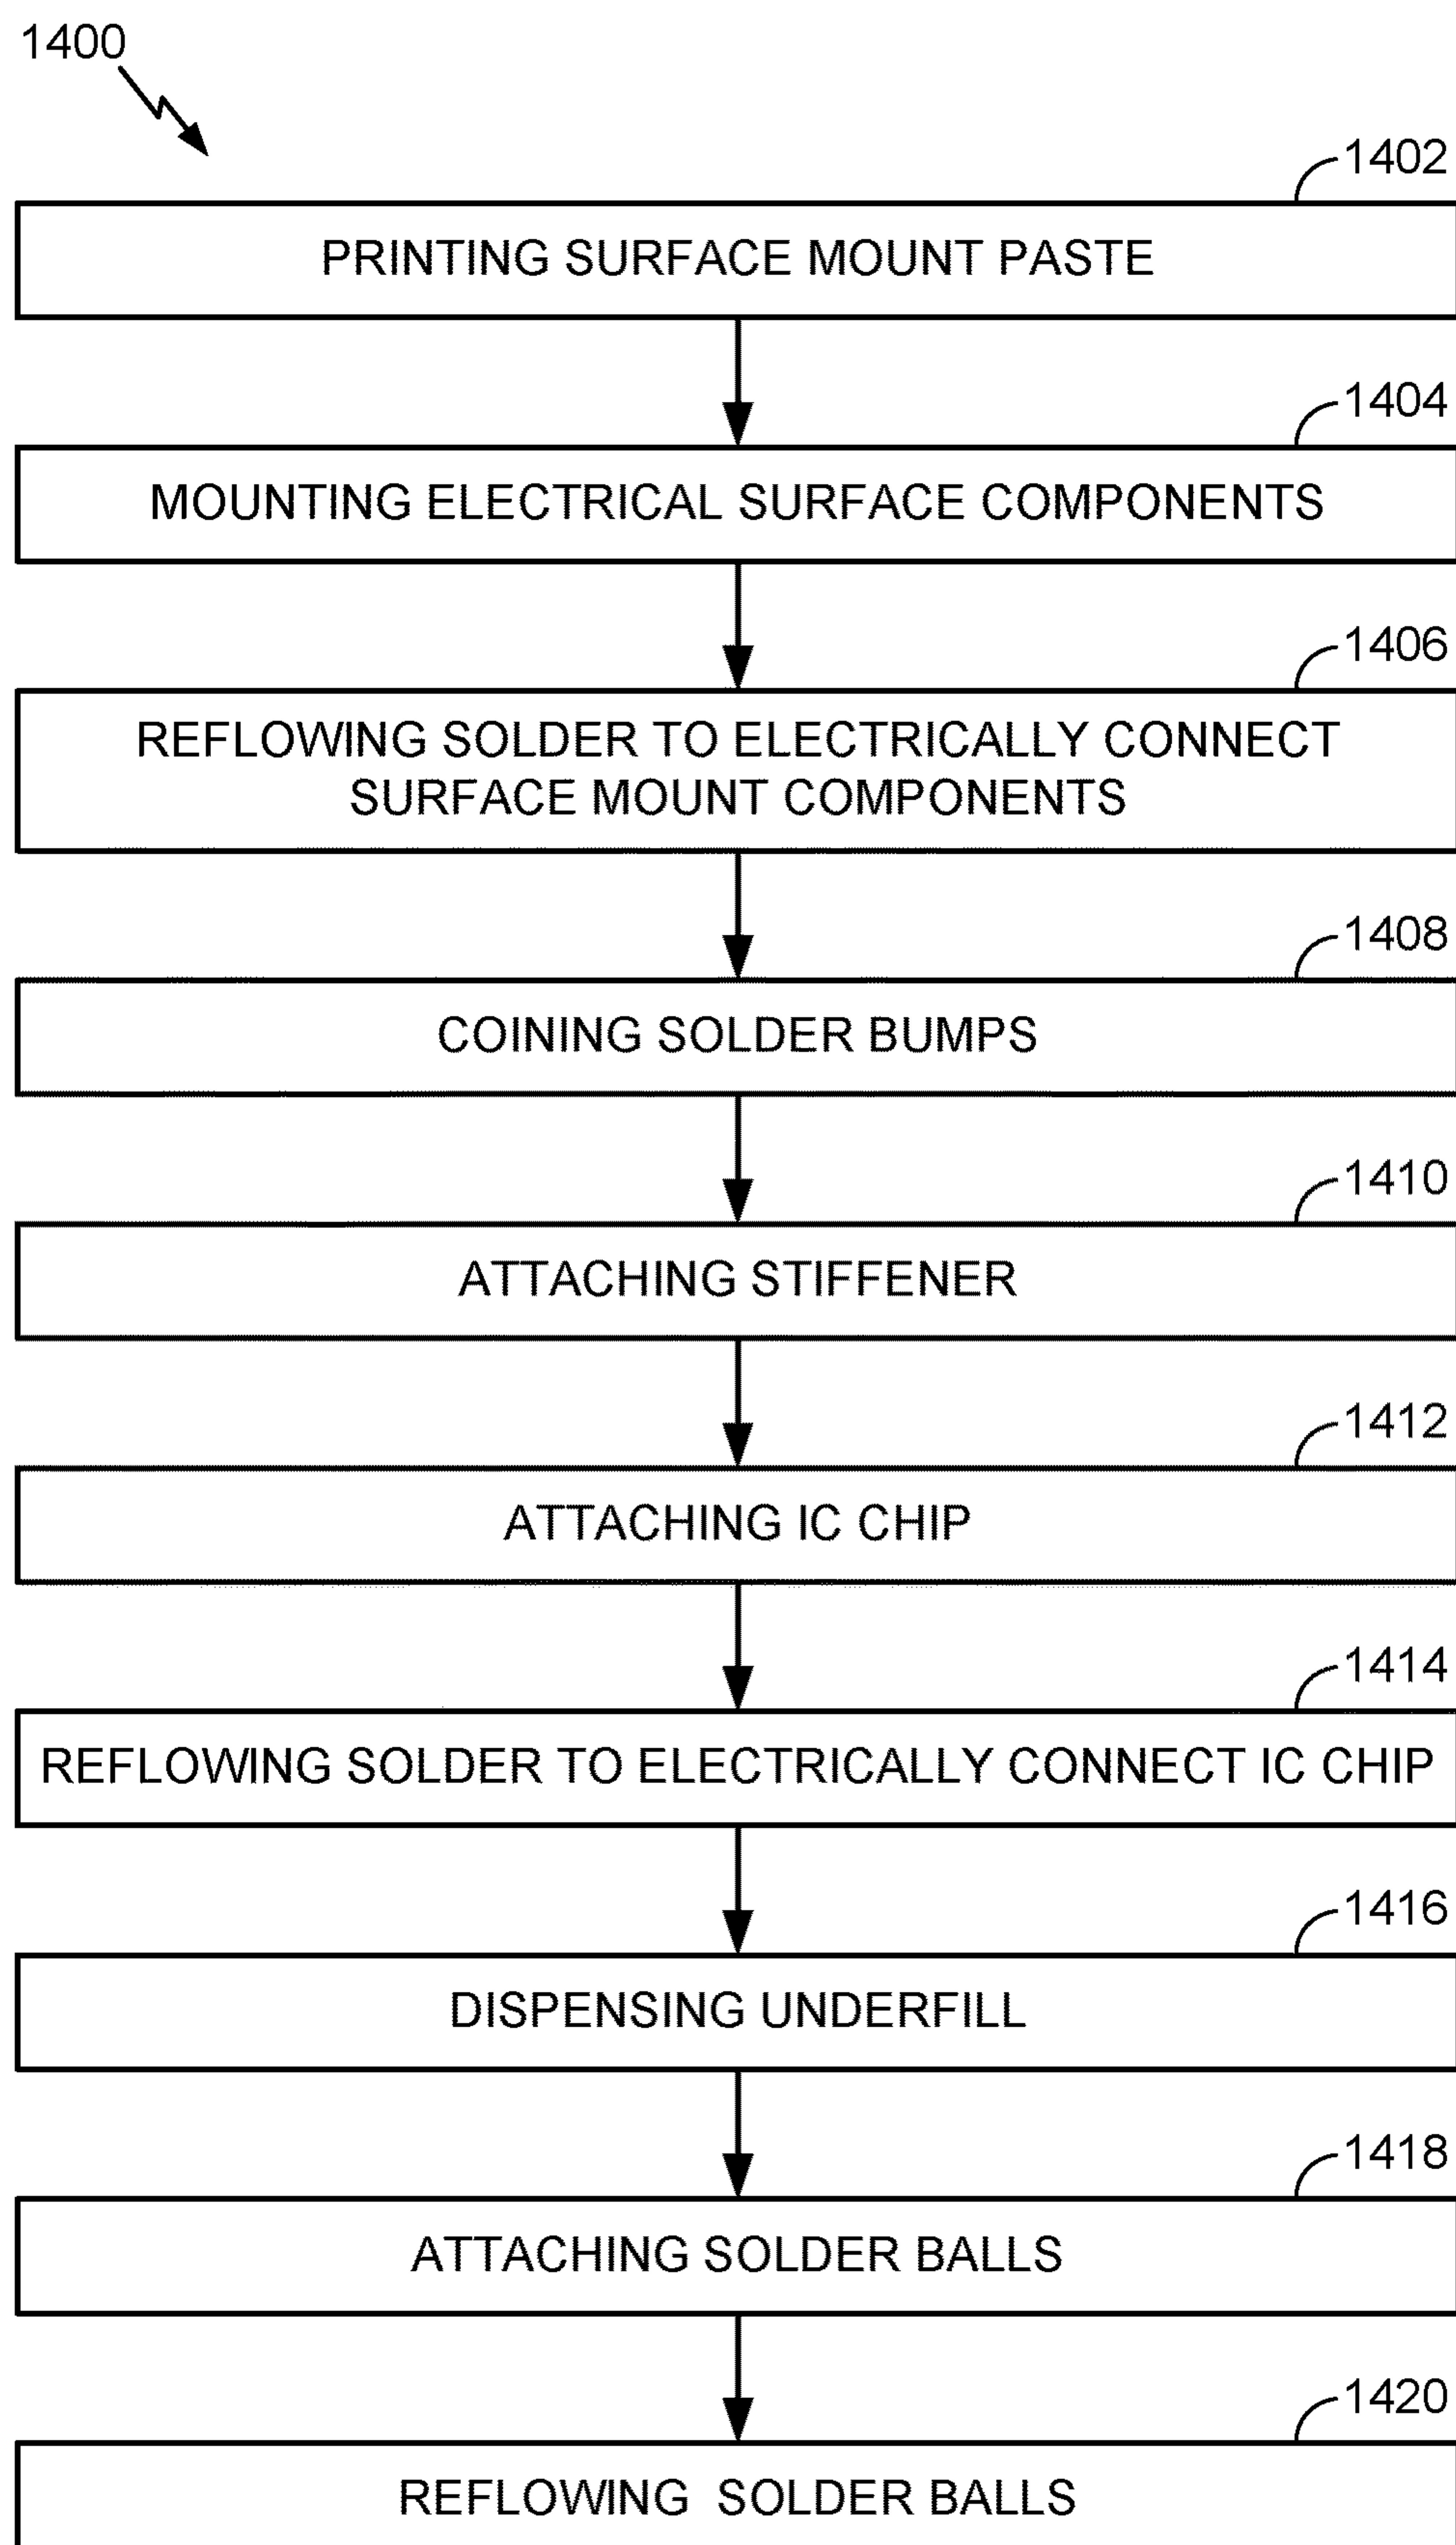 1400
1402
PRINTING SURFACE MOUNT PASTE
1404
MOUNTING ELECTRICAL SURFACE COMPONENTS
1406
REFLOWING SOLDER TO ELECTRICALLY CONNECT
SURFACE MOUNT COMPONENTS
1408
COINING SOLDER BUMPS
1410
ATTACHING STIFFENER
1412
ATTACHING IC CHIP
1414
REFLOWING SOLDER TO ELECTRICALLY CONNECT IC CHIP
1416
DISPENSING UNDERFILL
1418
ATTACHING SOLDER BALLS
1420
REFLOWING SOLDER BALLS